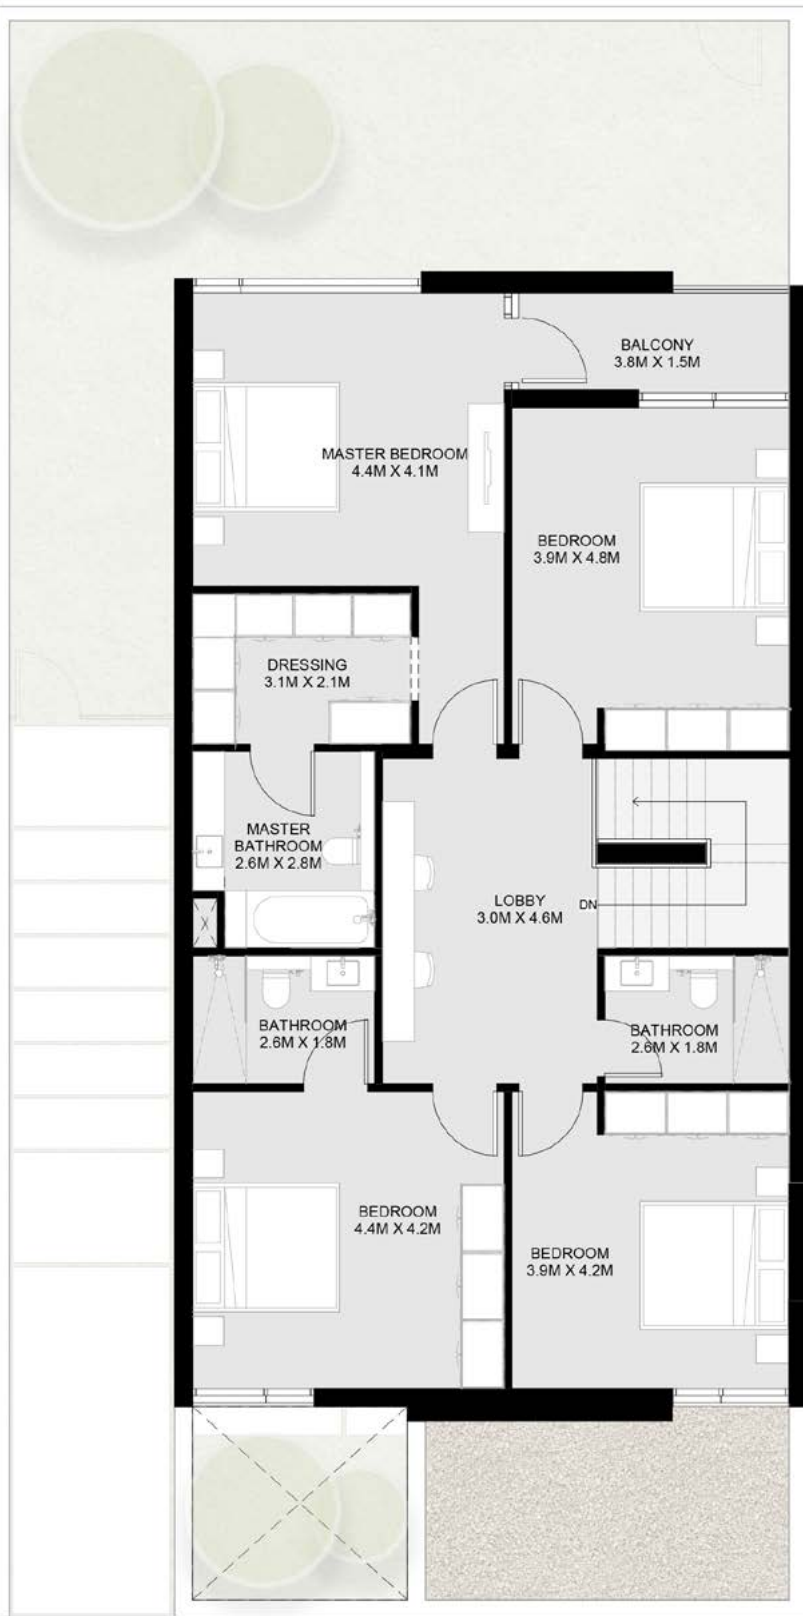 BALCONY
3.8M X 1.5M
MASTER BEDROOM
4.4M X 4.1M
BEDROOM
3.9M X 4.8M
DRESSING
3.1M X 2.1M
MASTER
BATHROOM
2.6M X 2.8M
LOBBY
3.0M X 4.6M
DN
BATHROOM
2.6M X 1.8M
BATHROOM
2.6M X 1.8M
BEDROOM
4.4M X 4.2M
BEDROOM
3.9M X 4.2M